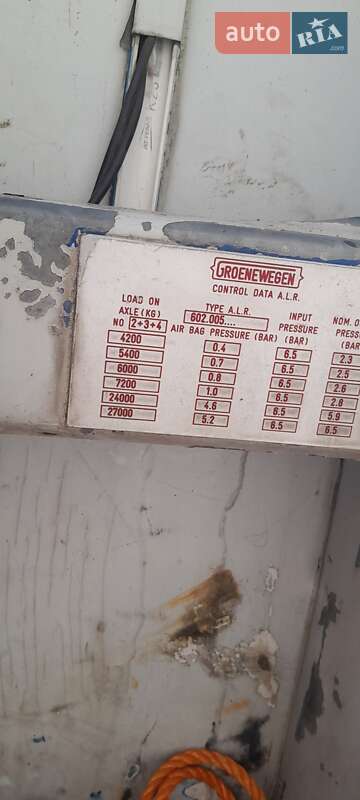 auto RIA
.com
GROENEWEGEN
CONTROL DATA A.L.R.
LOAD ON AXLE (KG) NO 2+3+4
TYPE A.L.R. 602.005....
AIR BAG PRESSURE (BAR)
INPUT PRESSURE (BAR)
NOM. O
PRESS
(BAR
4200 0.4 6.5 2.3
5400 0.7 6.5 2.5
6000 0.8 6.5 2.6
7200 1.0 6.5 2.8
24000 4.6 6.5 5.9
27000 5.2 6.5 6.5